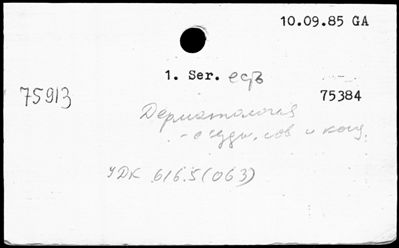 10.09.85 GA
1. Ser. есть
75913
75384
Дерматология
УДК 616.5(063)